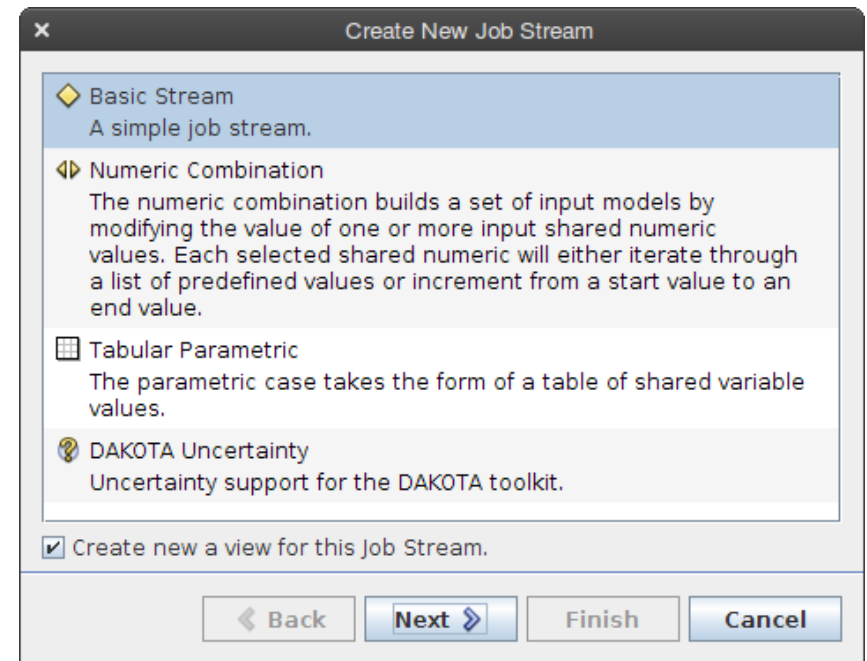 Create New Job Stream
Basic Stream
A simple job stream.
Numeric Combination
The numeric combination builds a set of input models by
modifying the value of one or more input shared numeric
values. Each selected shared numeric will either iterate through
a list of predefined values or increment from a start value to an
end value.
Tabular Parametric
The parametric case takes the form of a table of shared variable
values.
DAKOTA Uncertainty
Uncertainty support for the DAKOTA toolkit.
Create new a view for this Job Stream.
Back Next Finish Cancel